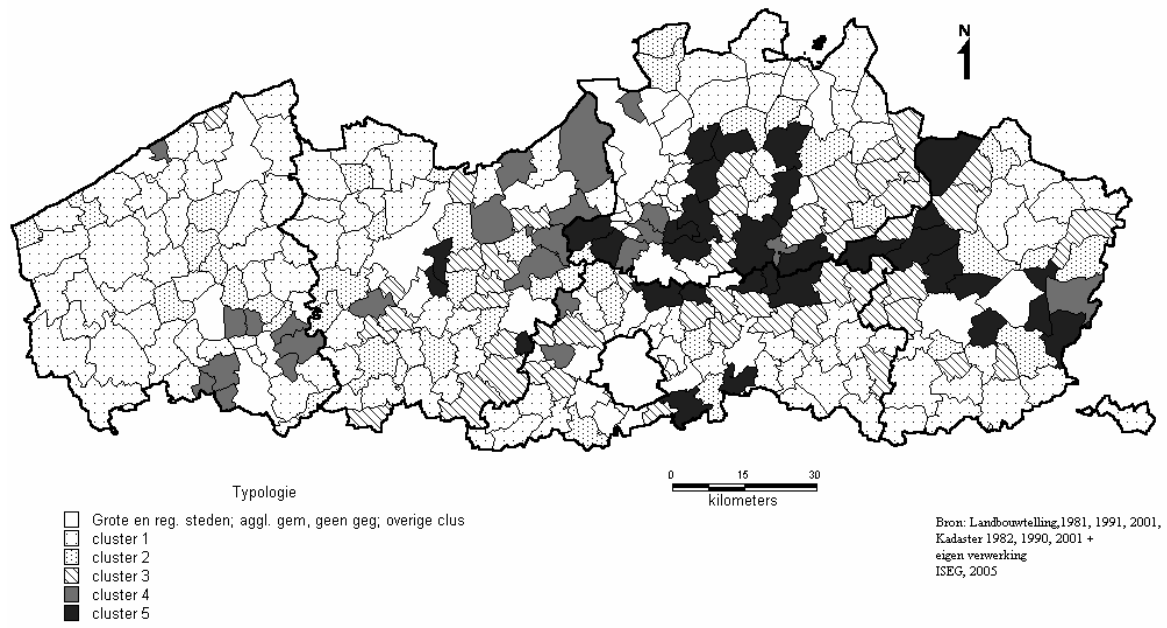 N
0 15 30
kilometers
Typologie
Grote en reg. steden; aggl. gem, geen geg; overige clus
cluster 1
cluster 2
cluster 3
cluster 4
cluster 5
Bron: Landbouwtelling,1981, 1991, 2001,
Kadaster 1982, 1990, 2001 +
eigen verwerking
ISEG, 2005